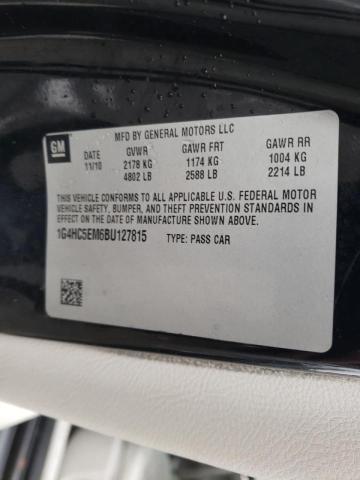 GM
MFD BY GENERAL MOTORS LLC
DATE GVWR GAWR FRT GAWR RR
11/10 2178 KG 1174 KG 1004 KG
4802 LB 2588 LB 2214 LB
THIS VEHICLE CONFORMS TO ALL APPLICABLE U.S. FEDERAL MOTOR
VEHICLE SAFETY, BUMPER, AND THEFT PREVENTION STANDARDS
IN EFFECT ON THE DATE OF MANUFACTURE SHOWN ABOVE.
1G4HC5EM6BU127815 TYPE: PASS CAR